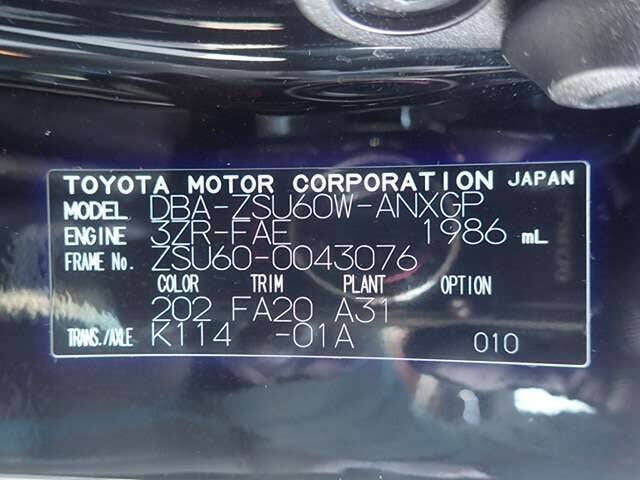 TOYOTA MOTOR CORPORATION JAPAN
MODEL DBA-ZSU60W-ANXGP
ENGINE 3ZR-FAE 1986 mL
FRAME No. ZSU60-0043076
COLOR TRIM PLANT OPTION
202 FA20 A31
TRANS./AXLE K114 -01A 010